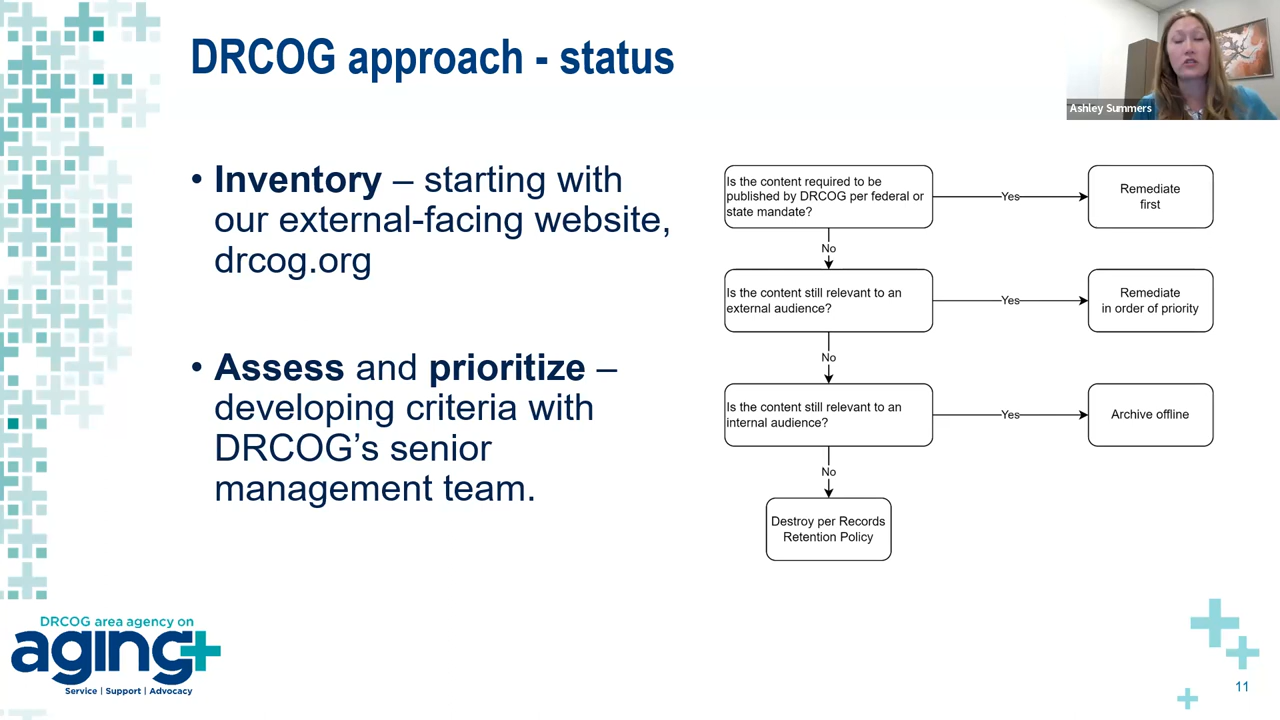 DRCOG approach - status
Ashley Summers
• Inventory – starting with
our external-facing website,
drcog.org
• Assess and prioritize –
developing criteria with
DRCOG’s senior
management team.
Is the content required to be
published by DRCOG per federal or
state mandate?
Yes
Remediate
first
No
Is the content still relevant to an
external audience?
Yes
Remediate
in order of priority
No
Is the content still relevant to an
internal audience?
Yes
Archive offline
No
Destroy per Records
Retention Policy
DRCOG area agency on
aging+
Service | Support | Advocacy
11